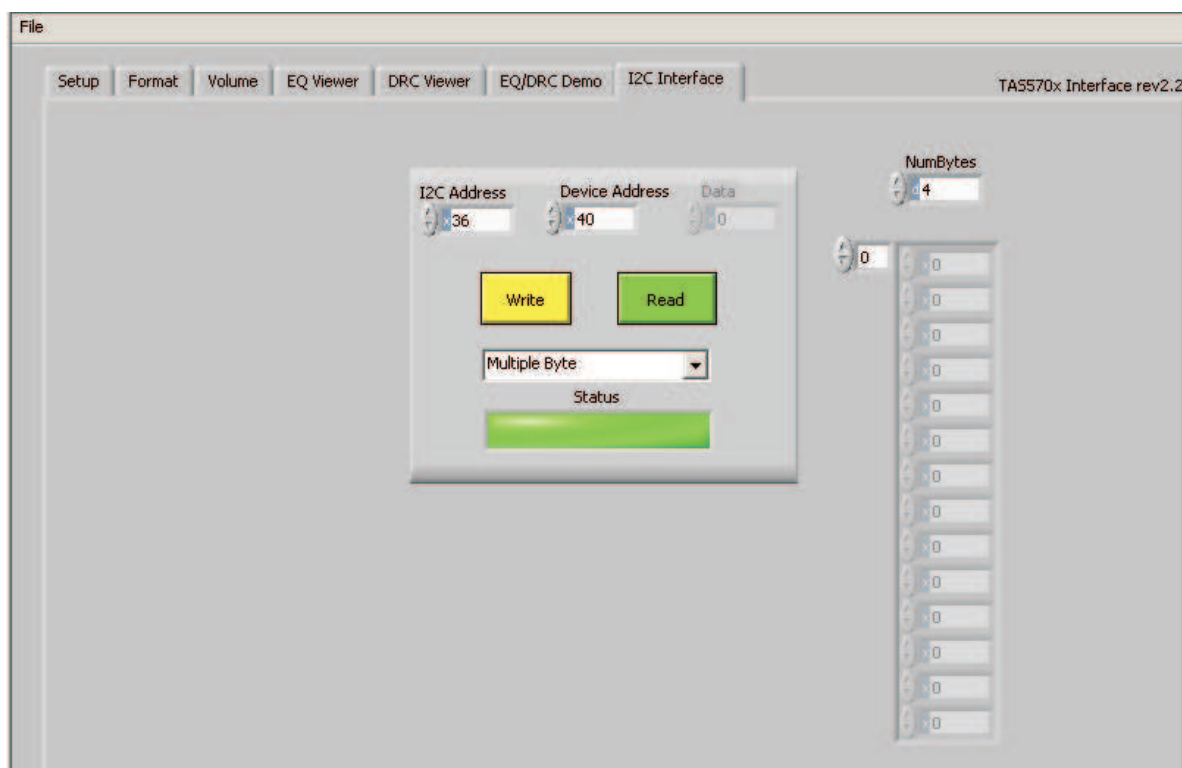 File
Setup Format Volume EQ Viewer DRC Viewer EQ/DRC Demo I2C Interface
TAS570x Interface rev2.2
NumBytes
d 4
I2C Address Device Address Data
x 36 x 40 x 0
0
x 0
x 0
x 0
x 0
x 0
x 0
x 0
x 0
x 0
x 0
x 0
x 0
x 0
x 0
Write Read
Multiple Byte
Status